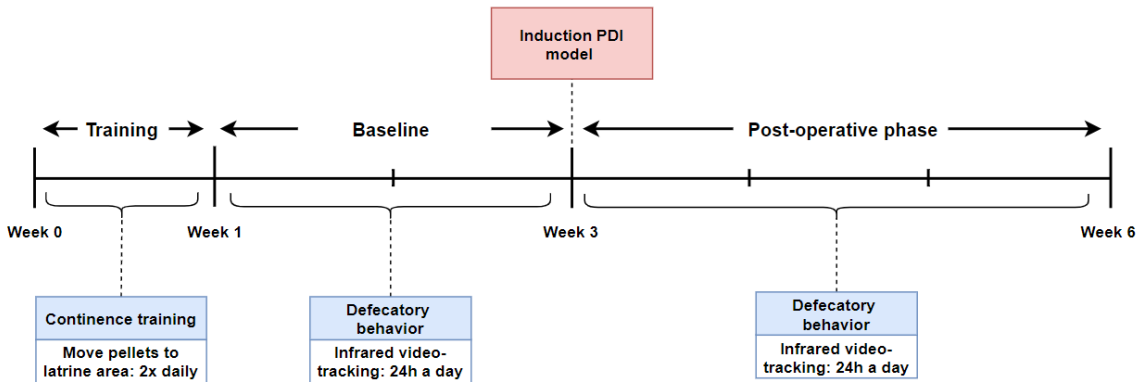 Induction PDI
model
Training
Baseline
Post-operative phase
Week 0
Week 1
Week 3
Week 6
Continence training
Move pellets to
latrine area: 2x daily
Defecatory
behavior
Infrared video-
tracking: 24h a day
Defecatory
behavior
Infrared video-
tracking: 24h a day